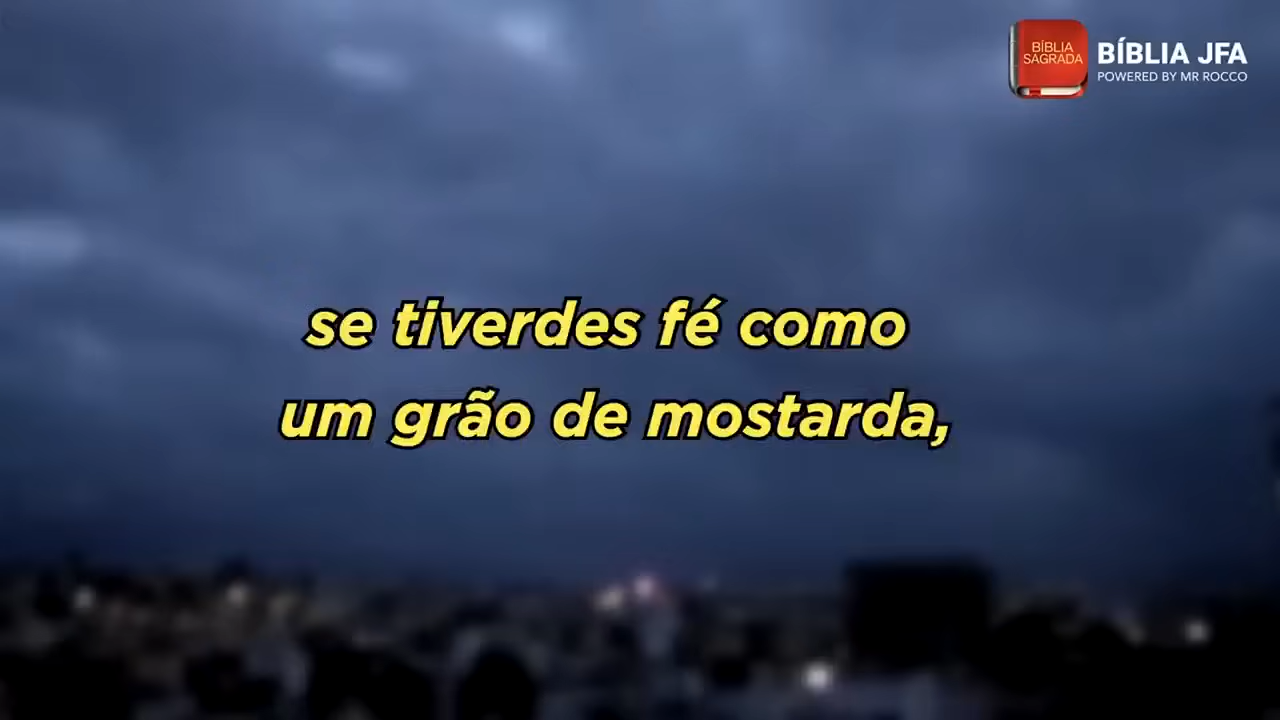 BÍBLIA
SAGRADA
BÍBLIA JFA
POWERED BY MR ROCCO
se tiverdes fé como
um grão de mostarda,